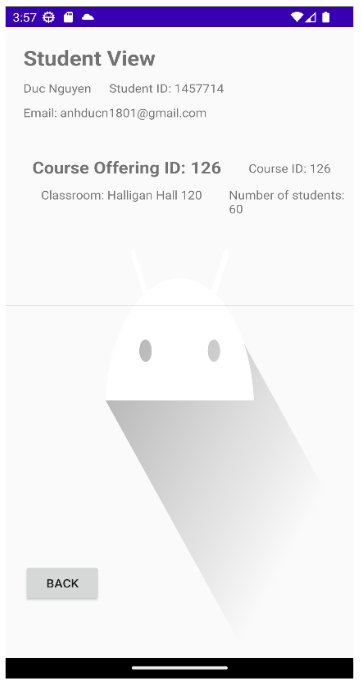 3:57
Student View
Duc Nguyen Student ID: 1457714
Email: anhducn1801@gmail.com
Course Offering ID: 126 Course ID: 126
Classroom: Halligan Hall 120 Number of students:
60
BACK